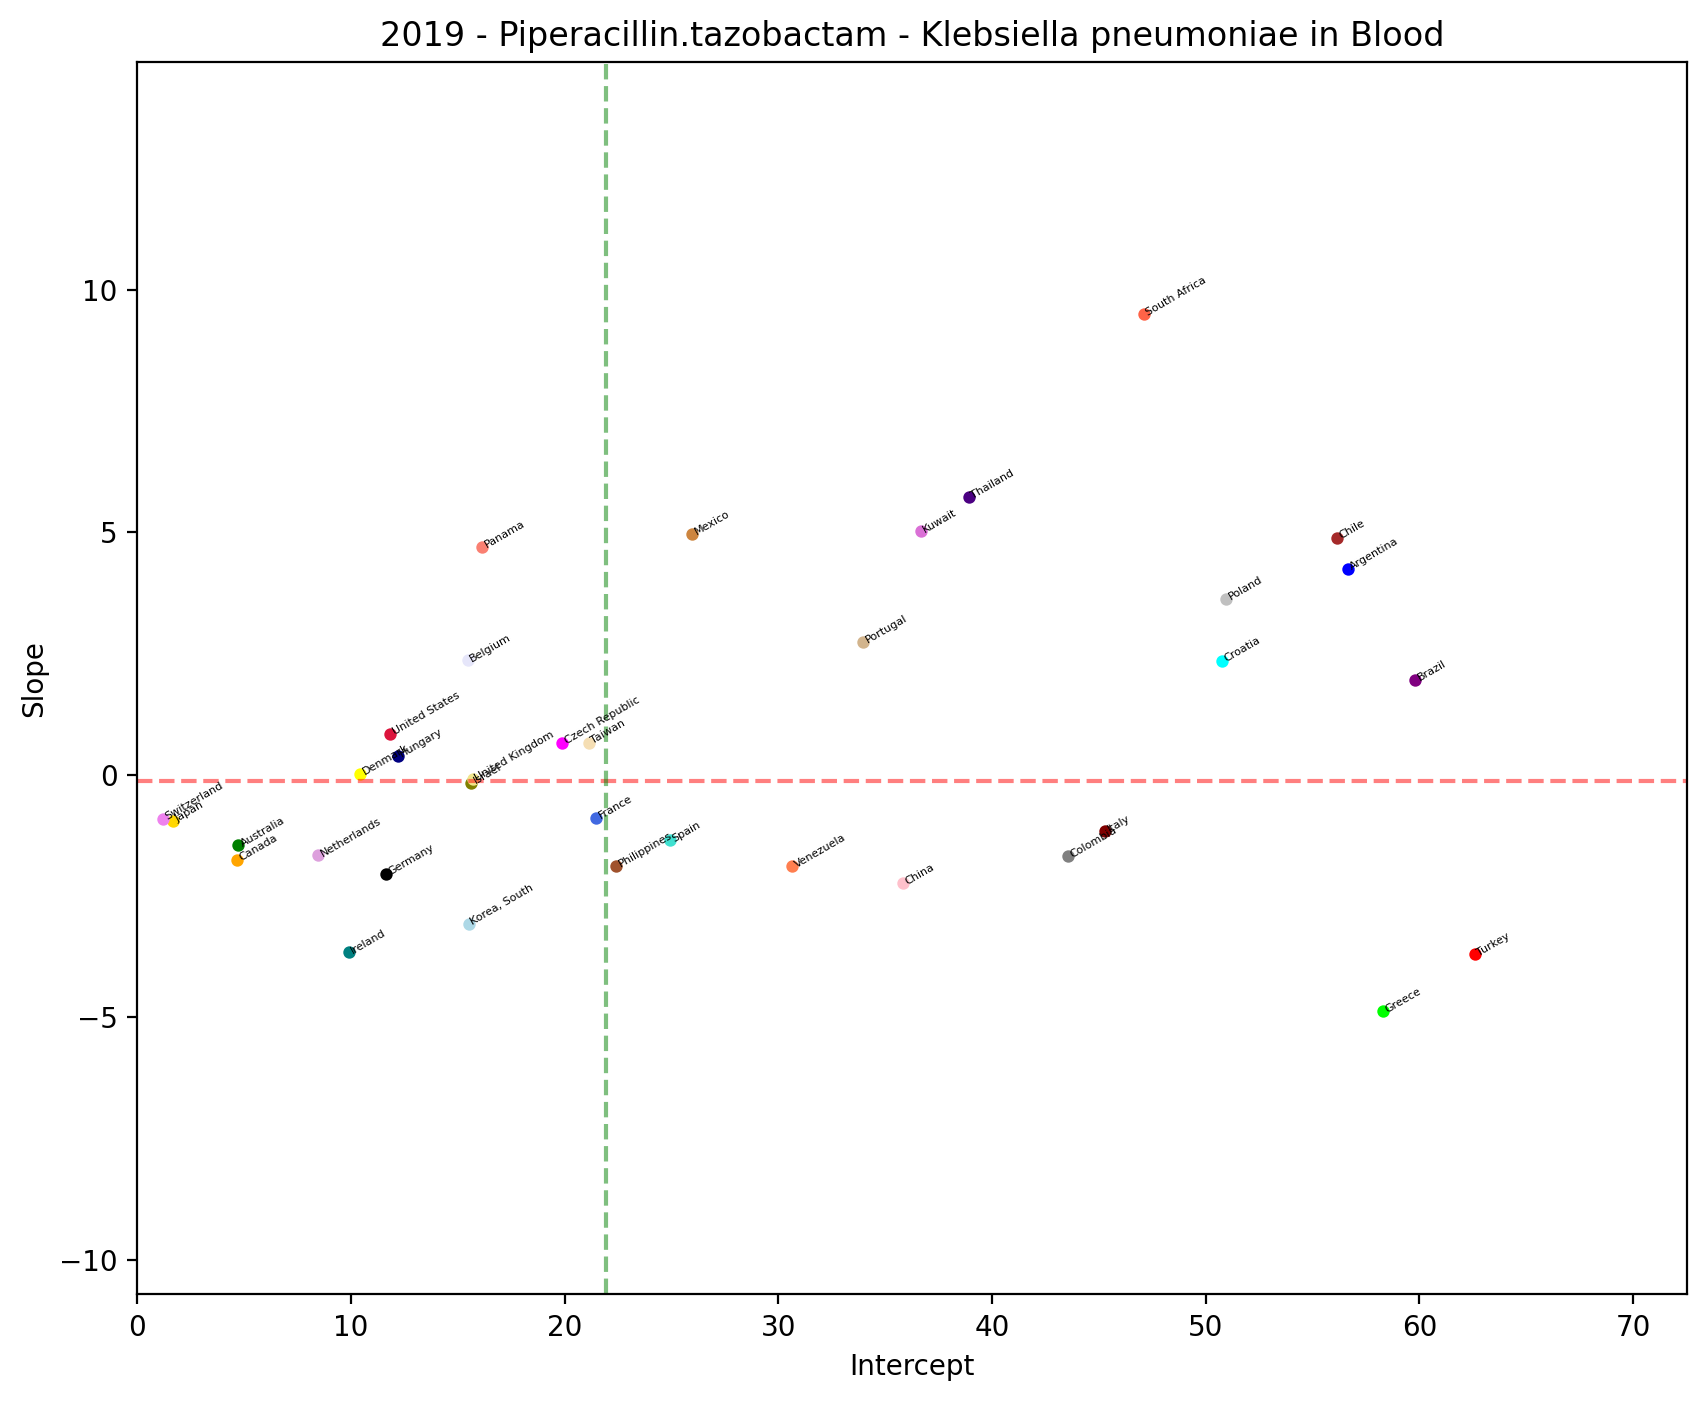 2019 - Piperacillin.tazobactam - Klebsiella pneumoniae in Blood
10
South Africa
Thailand
5
Panama
Mexico
Kuwait
Chile
Argentina
Poland
Portugal
Belgium
Croatia
Brazil
Slope
United States
Hungary
Denmark
Czech Republic
Taiwan
United Kingdom
Israel
0
Switzerland
Japan
France
Australia
Canada
Netherlands
Germany
Philippines
Spain
Venezuela
Italy
Colombia
China
Korea, South
Ireland
Turkey
Greece
−5
−10
0 10 20 30 40 50 60 70
Intercept